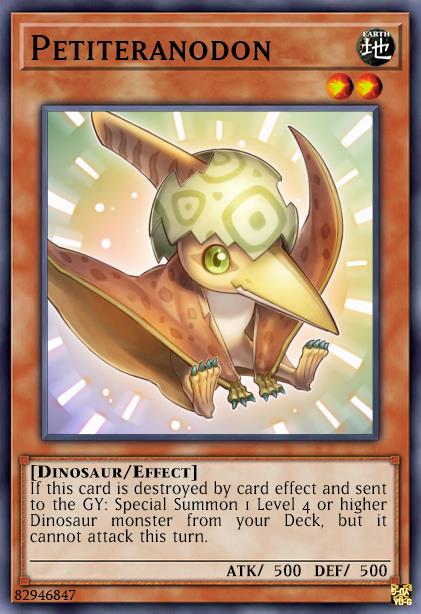 PETITERANODON
EARTH
地
[DINOSAUR/EFFECT]
If this card is destroyed by card effect and sent
to the GY: Special Summon 1 Level 4 or higher
Dinosaur monster from your Deck, but it
cannot attack this turn.
ATK/ 500 DEF/ 500
82946847